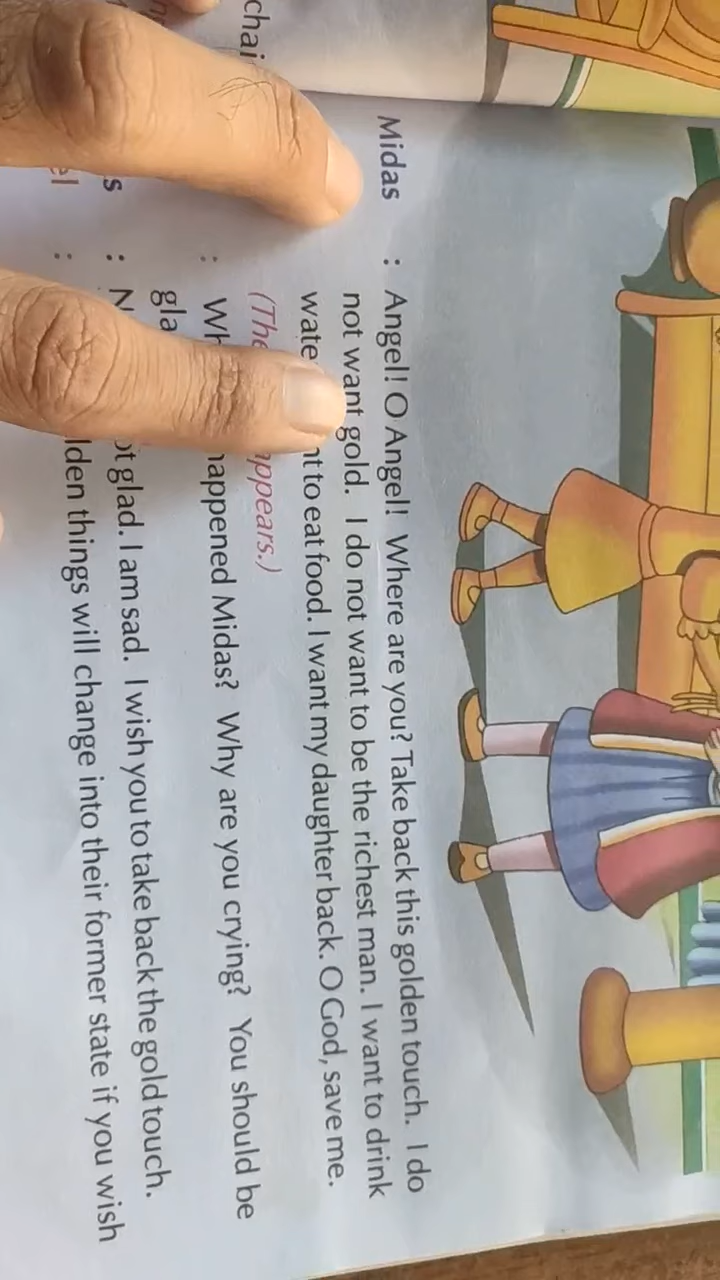 Midas : Angel! O Angel! Where are you? Take back this golden touch. I do
not want gold. I do not want to be the richest man. I want to drink
to eat food. I want my daughter back. O God, save me.
appears.)
: happened Midas? Why are you crying? You should be
: glad. I am sad. I wish you to take back the gold touch.
: things will change into their former state if you wish